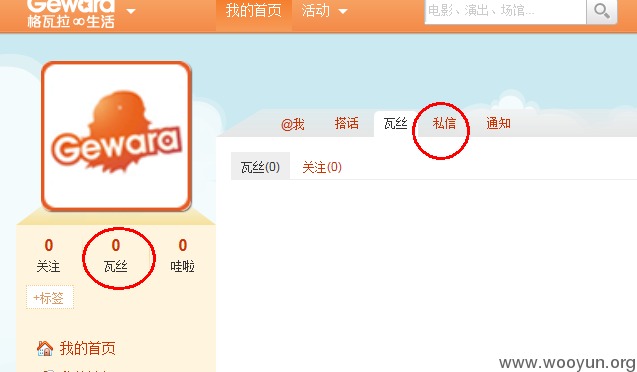 Gewara
格瓦拉∞生活
我的首页 活动
电影、演出、场馆...
@我 搭话 瓦丝 私信 通知
瓦丝(0) 关注(0)
Gewara
0 0 0
关注 瓦丝 哇啦
+标签
我的首页
www.wooyun.org